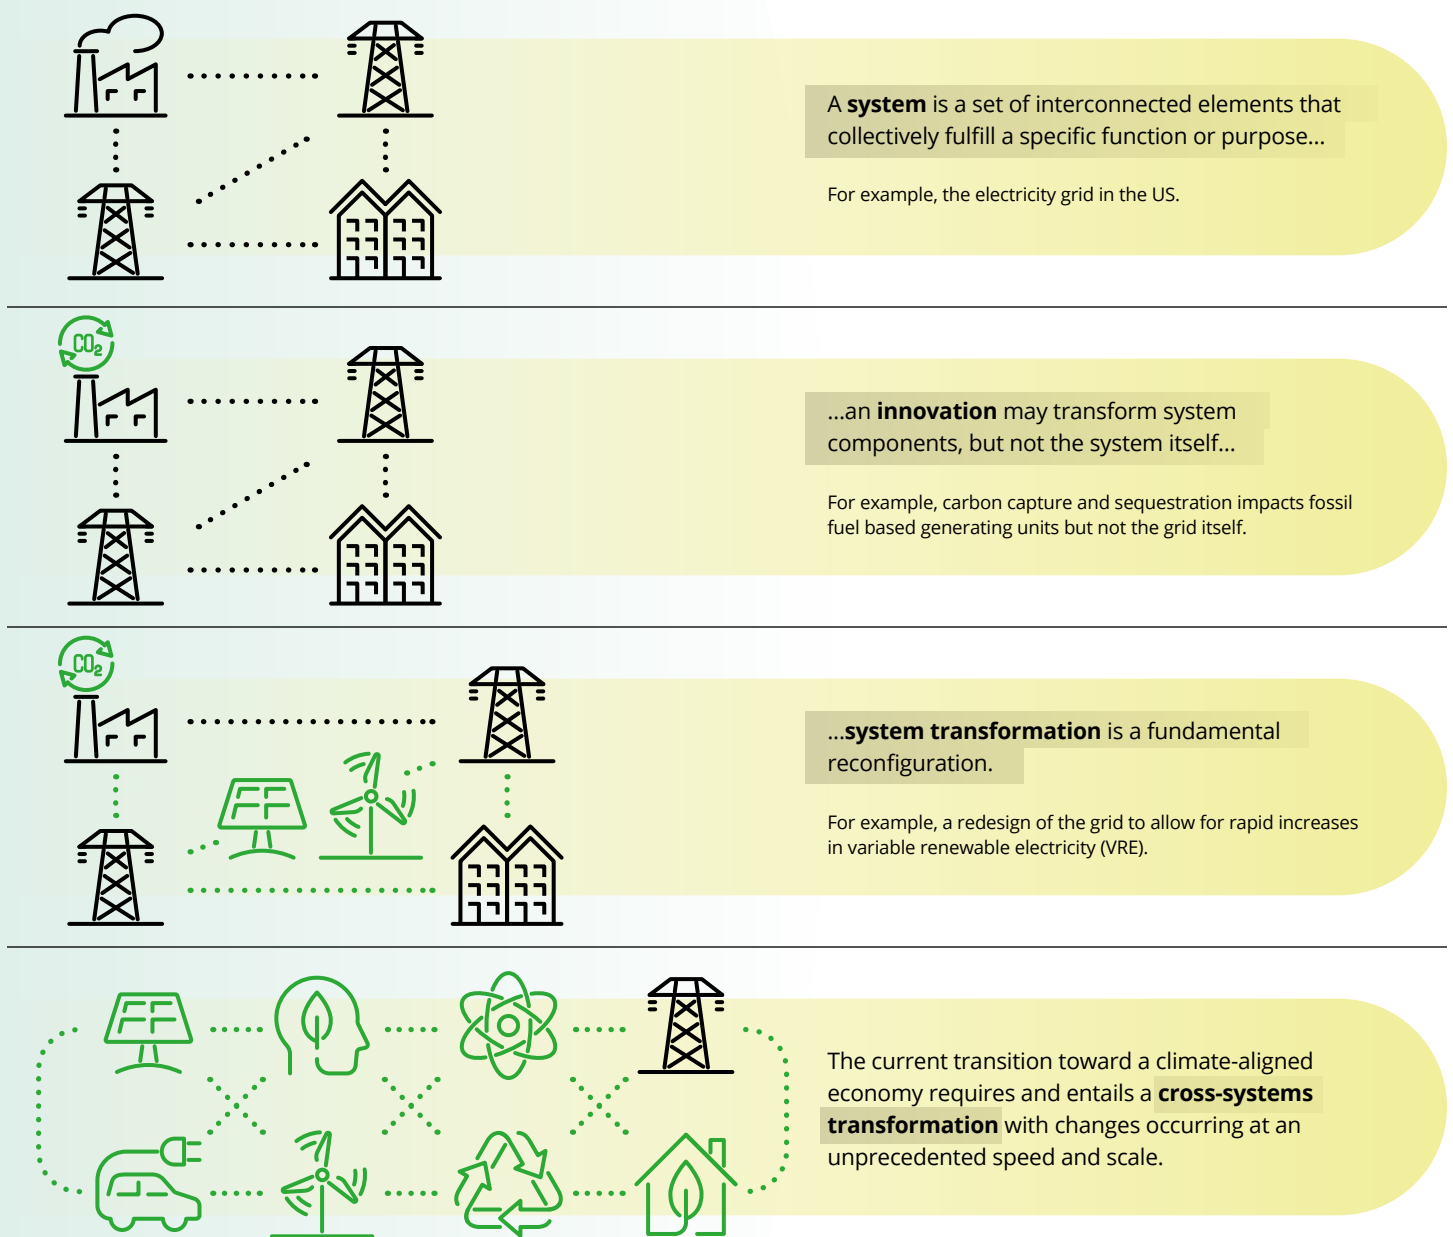 A system is a set of interconnected elements that
collectively fulfill a specific function or purpose...
For example, the electricity grid in the US.
CO₂
...an innovation may transform system
components, but not the system itself...
For example, carbon capture and sequestration impacts fossil
fuel based generating units but not the grid itself.
CO₂
...system transformation is a fundamental
reconfiguration.
For example, a redesign of the grid to allow for rapid increases
in variable renewable electricity (VRE).
The current transition toward a climate-aligned
economy requires and entails a cross-systems
transformation with changes occurring at an
unprecedented speed and scale.